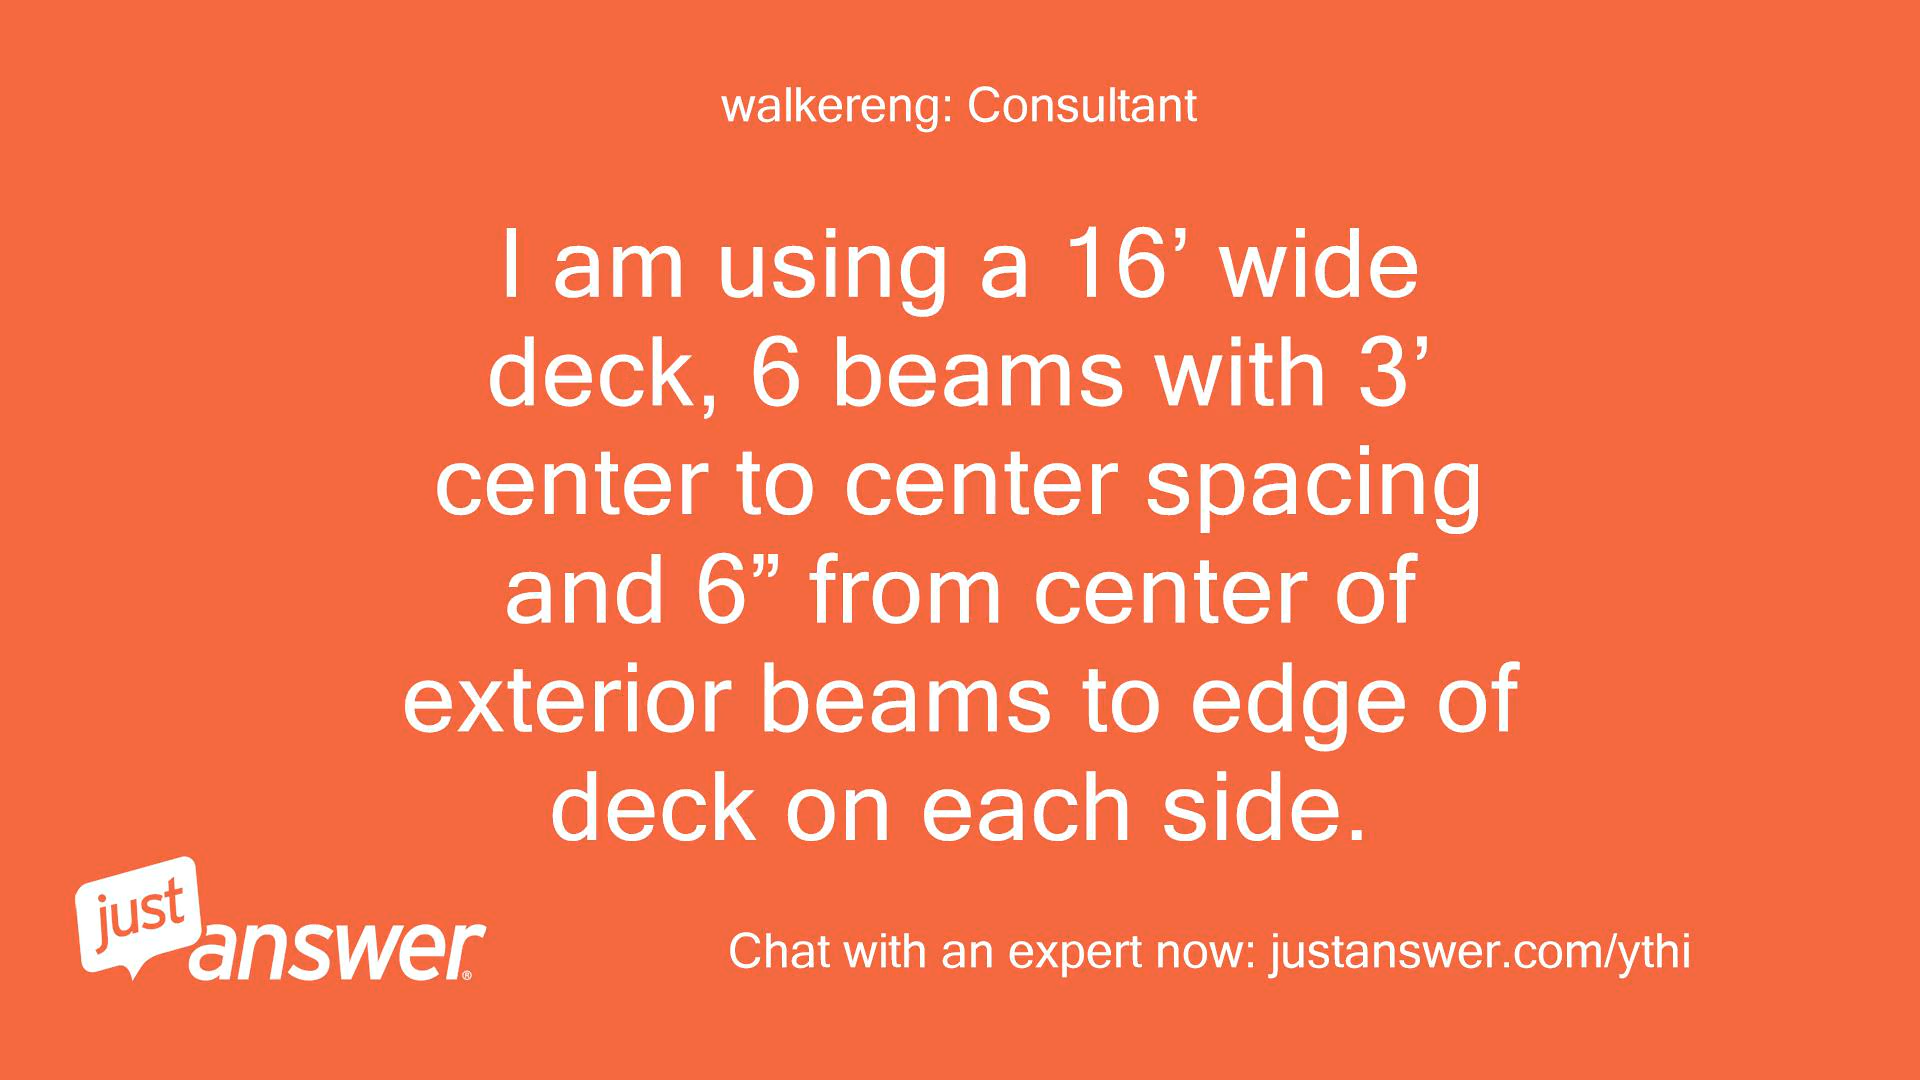 walkereng: Consultant
I am using a 16’ wide
deck, 6 beams with 3’
center to center spacing
and 6” from center of
exterior beams to edge of
deck on each side.
just
answer®
Chat with an expert now: justanswer.com/ythi